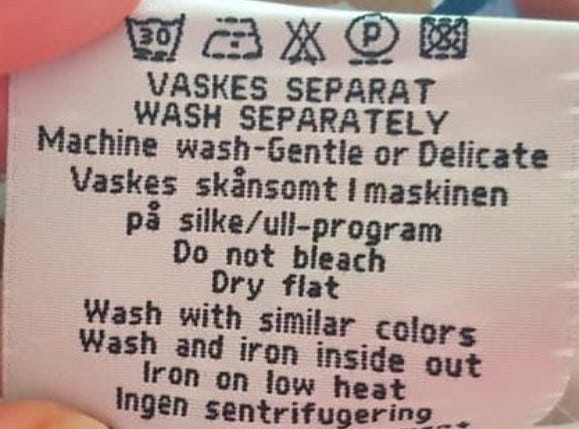 30 P
VASKES SEPARAT
WASH SEPARATELY
Machine wash-Gentle or Delicate
Vaskes skånsomt I maskinen
på silke/ull-program
Do not bleach
Dry flat
Wash with similar colors
Wash and iron inside out
Iron on low heat
Ingen sentrifugering